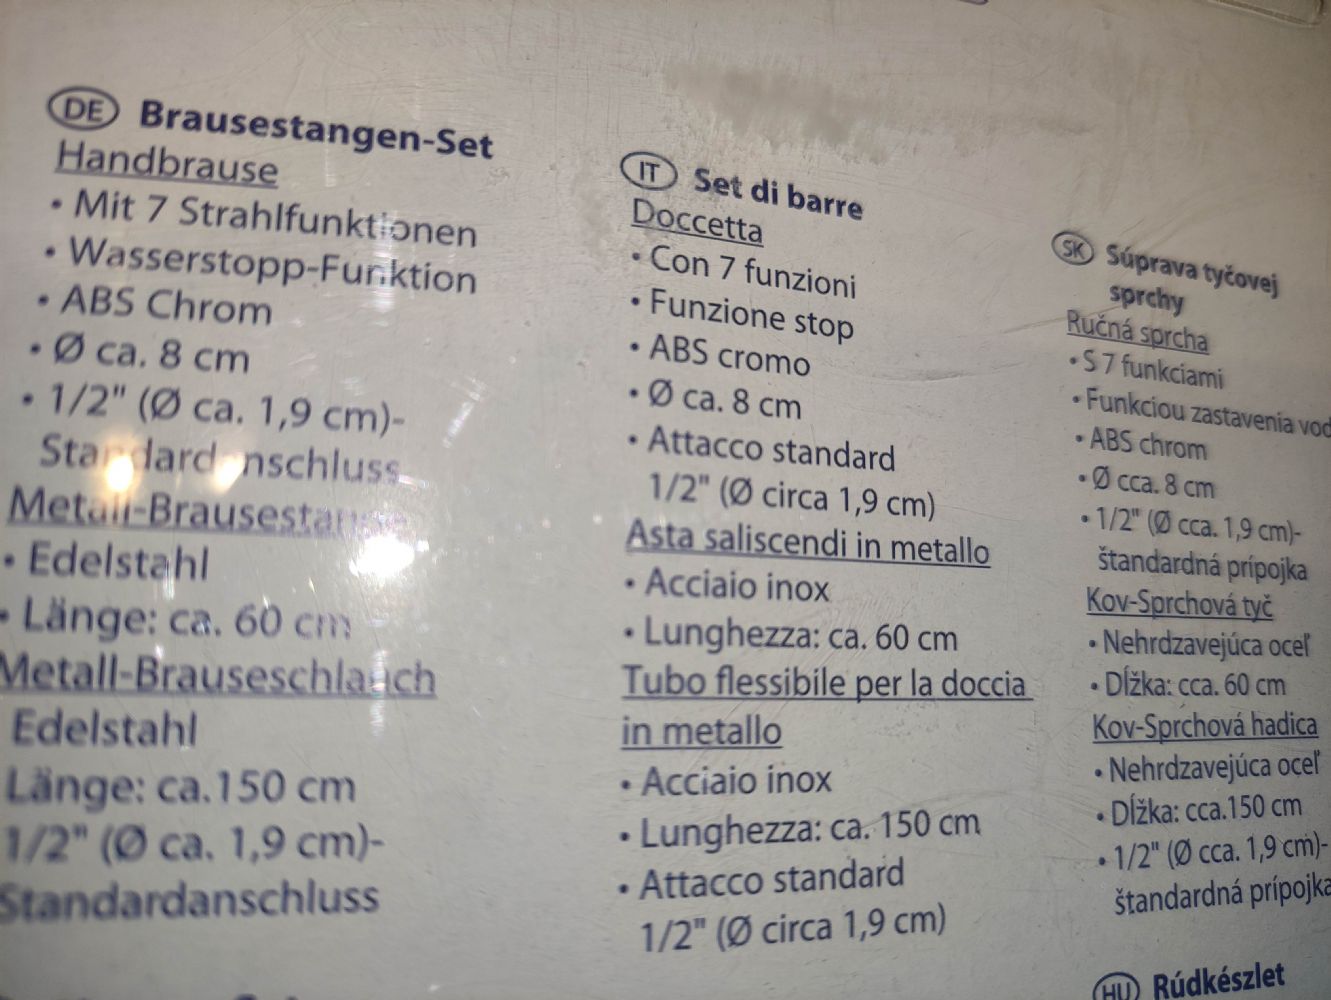 DE Brausestangen-Set
Handbrause
• Mit 7 Strahlfunktionen
• Wasserstopp-Funktion
• ABS Chrom
• Ø ca. 8 cm
• 1/2" (Ø ca. 1,9 cm)-
Standardanschluss
Metall-Brausestange
• Edelstahl
• Länge: ca. 60 cm
Metall-Brauseschlauch
Edelstahl
Länge: ca.150 cm
1/2" (Ø ca. 1,9 cm)-
Standardanschluss
IT Set di barre
Doccetta
• Con 7 funzioni
• Funzione stop
• ABS cromo
• Ø ca. 8 cm
• Attacco standard
1/2" (Ø circa 1,9 cm)
Asta saliscendi in metallo
• Acciaio inox
• Lunghezza: ca. 60 cm
Tubo flessibile per la doccia
in metallo
• Acciaio inox
• Lunghezza: ca. 150 cm
• Attacco standard
1/2" (Ø circa 1,9 cm)
SK Súprava tyčovej
sprchy
Ručná sprcha
• S 7 funkciami
• Funkciou zastavenia vod
• ABS chrom
• Ø cca. 8 cm
• 1/2" (Ø cca. 1,9 cm)-
štandardná prípojka
Kov-Sprchová tyč
• Nehrdzavejúca oceľ
• Dĺžka: cca. 60 cm
Kov-Sprchová hadica
• Nehrdzavejúca oceľ
• Dĺžka: cca.150 cm
• 1/2" (Ø cca. 1,9 cm)-
štandardná prípojka
HU Rúdkészlet